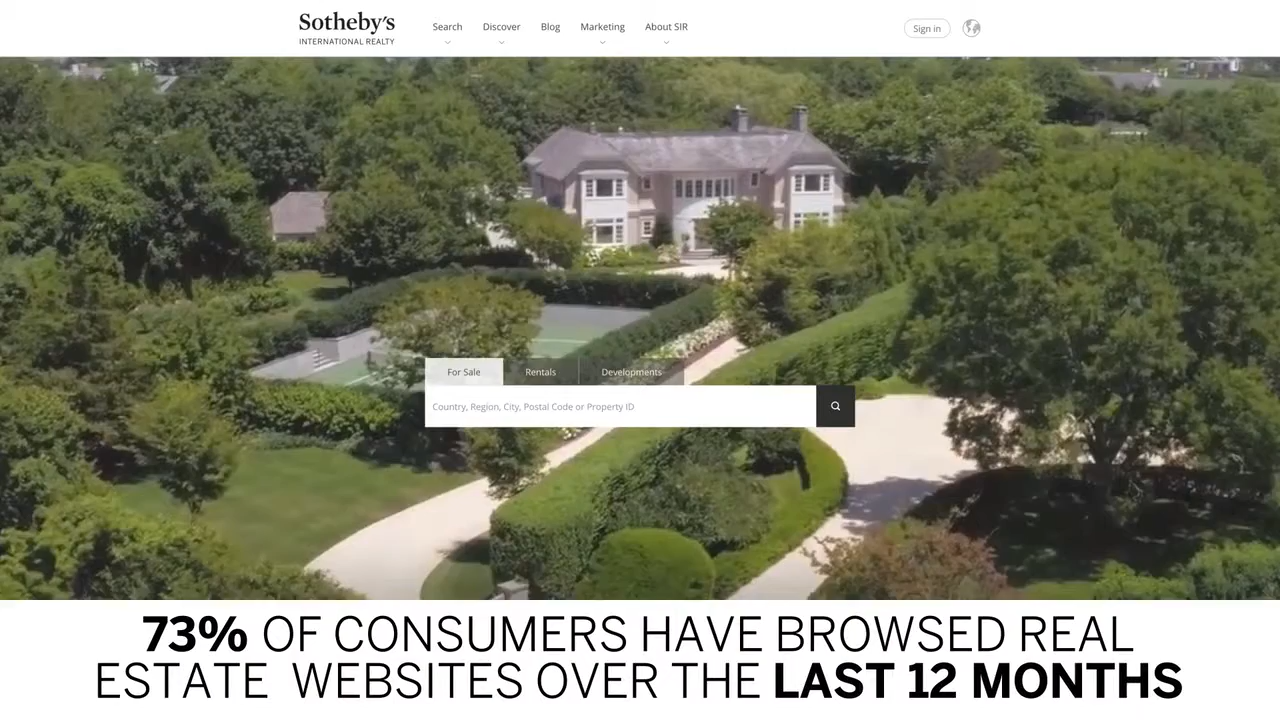 Sotheby's
INTERNATIONAL REALTY
Search Discover Blog Marketing About SIR
Sign in
For Sale Rentals Developments
Country, Region, City, Postal Code or Property ID
73% OF CONSUMERS HAVE BROWSED REAL
ESTATE WEBSITES OVER THE LAST 12 MONTHS